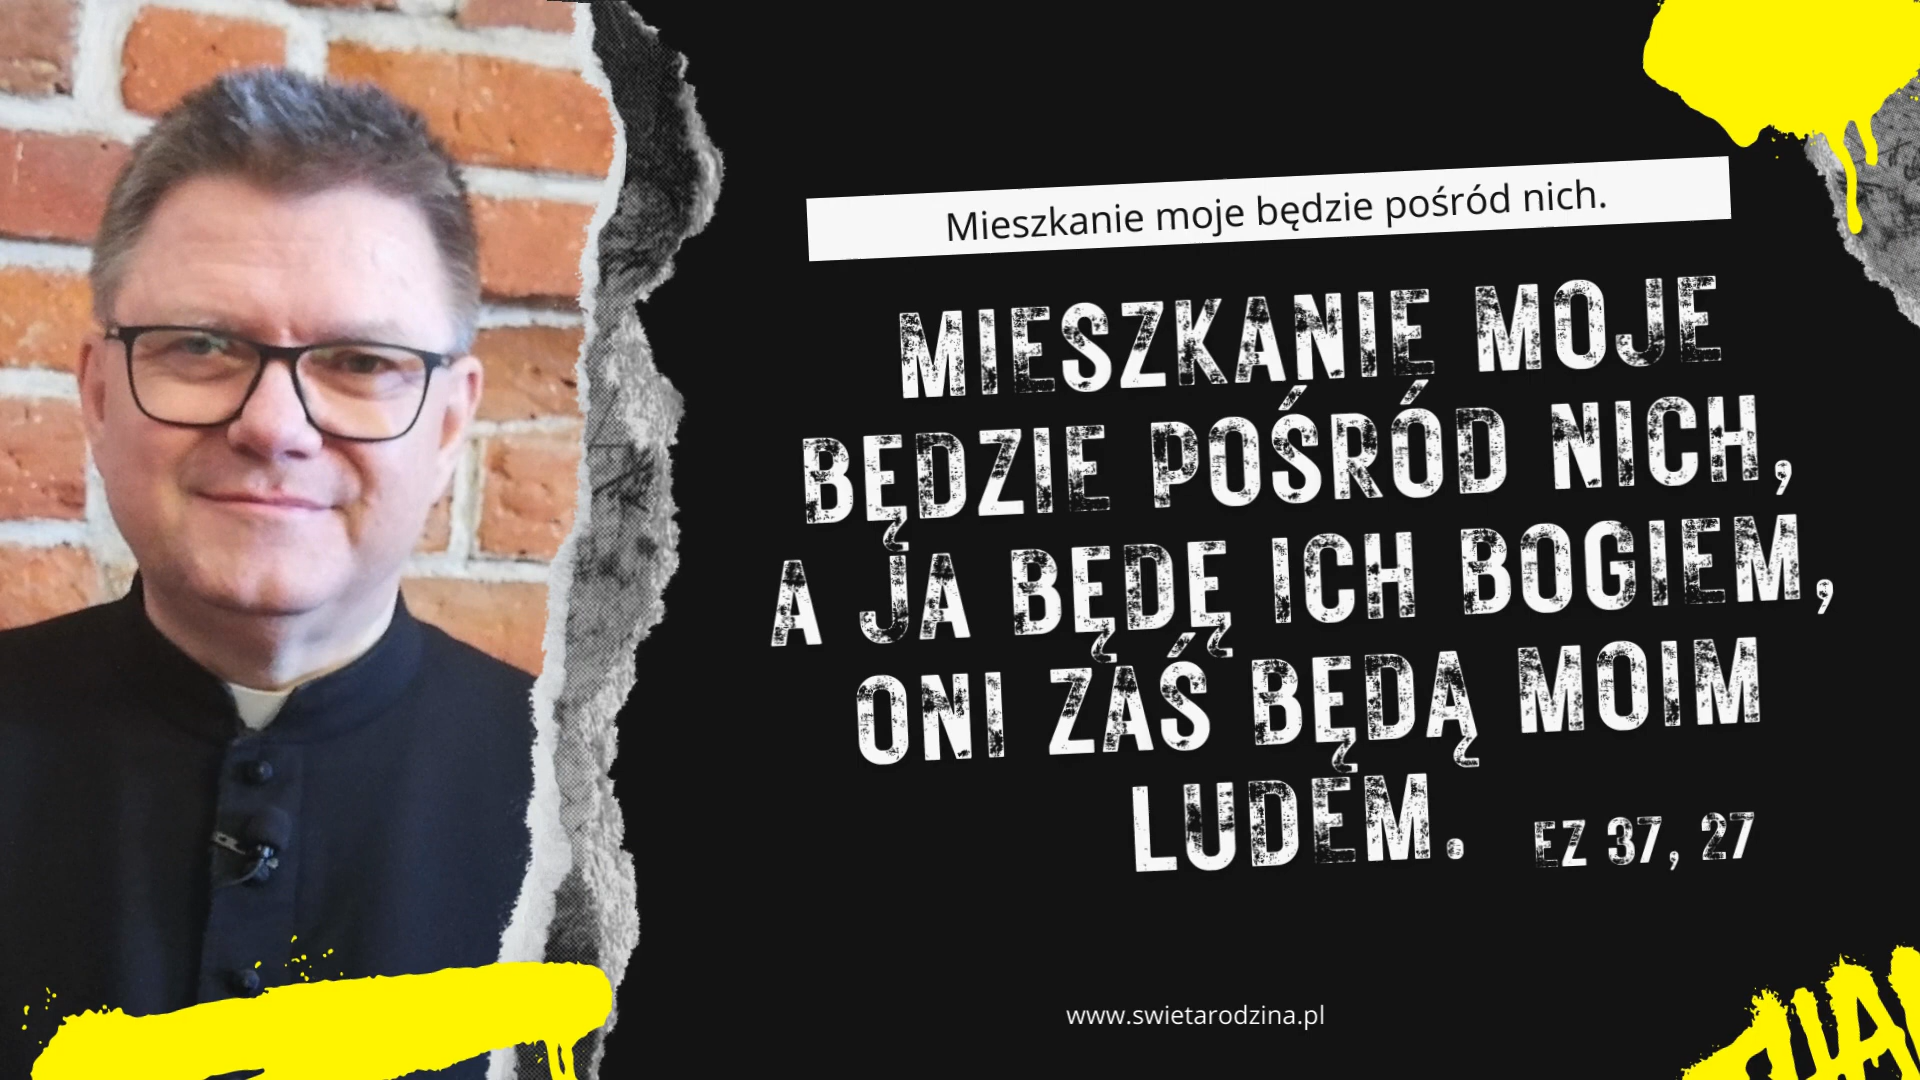 Mieszkanie moje będzie pośród nich.
MIESZKANIE MOJE
BĘDZIE POŚRÓD NICH,
A JA BĘDĘ ICH BOGIEM,
ONI ZAŚ BĘDĄ MOIM
LUDEM.
EZ 37, 27
www.swietarodzina.pl